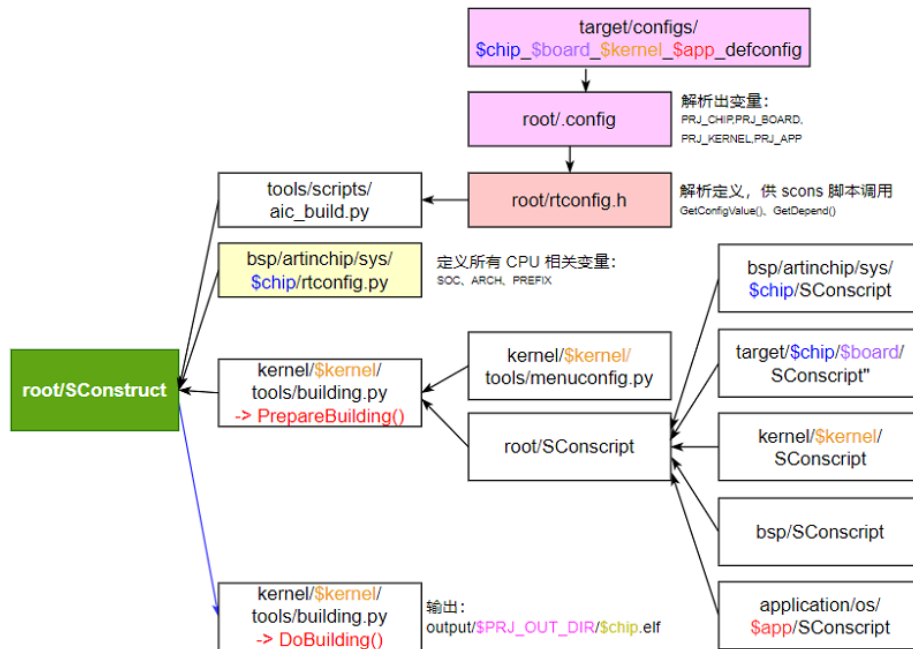 target/configs/
$chip_$board_$kernel_$app_defconfig
root/.config
解析出变量：
PRJ_CHIP,PRJ_BOARD,
PRJ_KERNEL,PRJ_APP
tools/scripts/
aic_build.py
root/rtconfig.h
解析定义，供 scons 脚本调用
GetConfigValue()、GetDepend()
bsp/artinchip/sys/
$chip/rtconfig.py
定义所有 CPU 相关变量：
SOC、ARCH、PREFIX
bsp/artinchip/sys/
$chip/SConscript
root/SConstruct
kernel/$kernel/
tools/building.py
-> PrepareBuilding()
kernel/$kernel/
tools/menuconfig.py
target/$chip/$board/
SConscript"
root/SConscript
kernel/$kernel/
SConscript
bsp/SConscript
kernel/$kernel/
tools/building.py
-> DoBuilding()
输出：
output/$PRJ_OUT_DIR/$chip.elf
application/os/
$app/SConscript